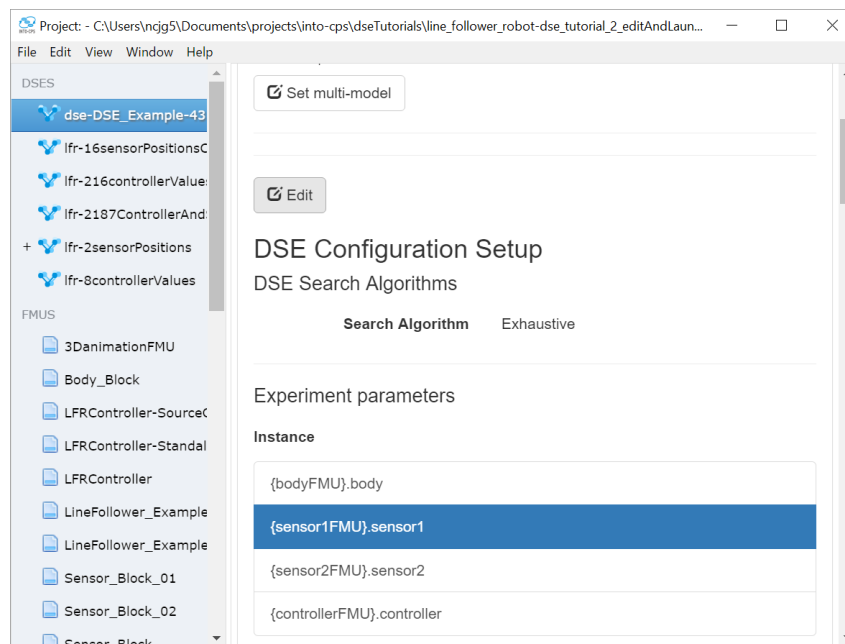 Project: - C:\Users\ncjg5\Documents\projects\into-cps\dseTutorials\line_follower_robot-dse_tutorial_2_editAndLaun...
File Edit View Window Help
DSES
dse-DSE_Example-43
lfr-16sensorPositionsC
lfr-216controllerValue
lfr-2187ControllerAnd
+ lfr-2sensorPositions
lfr-8controllerValues
FMUS
3DanimationFMU
Body_Block
LFRController-SourceC
LFRController-Standal
LFRController
LineFollower_Example
LineFollower_Example
Sensor_Block_01
Sensor_Block_02
Sensor_Block
Set multi-model
Edit
DSE Configuration Setup
DSE Search Algorithms
Search Algorithm Exhaustive
Experiment parameters
Instance
{bodyFMU}.body
{sensor1FMU}.sensor1
{sensor2FMU}.sensor2
{controllerFMU}.controller